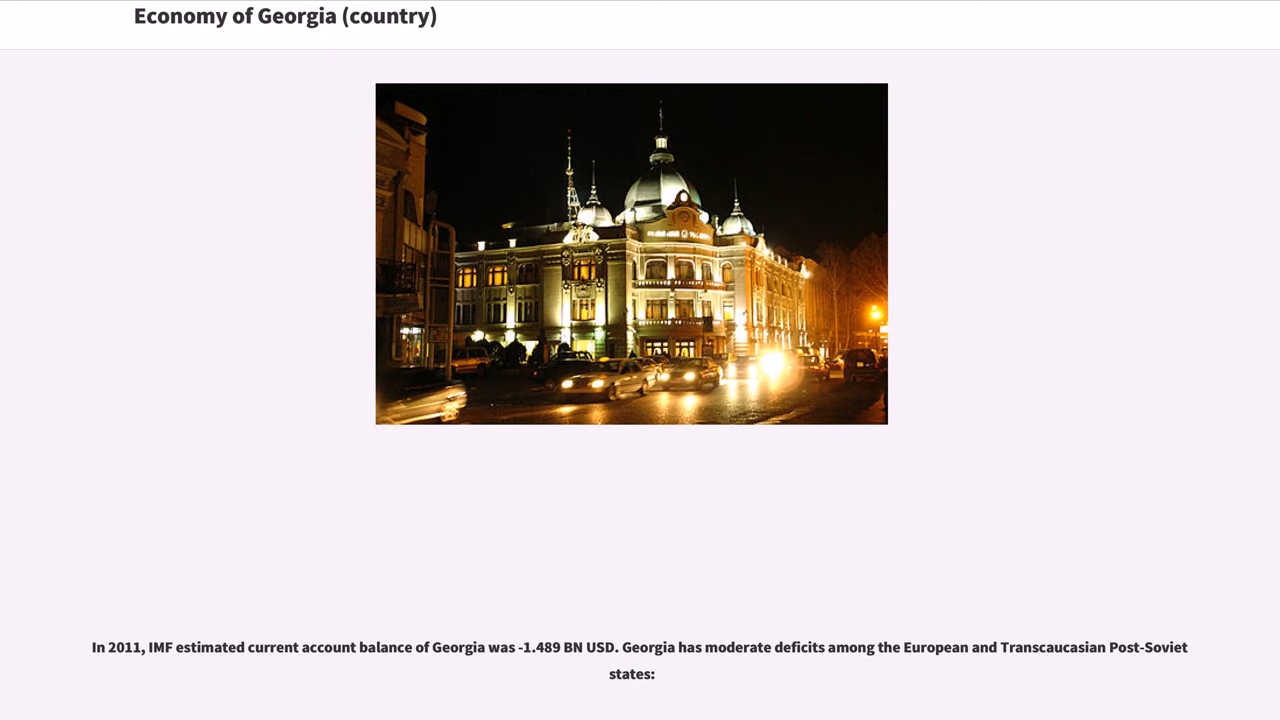 Economy of Georgia (country)
In 2011, IMF estimated current account balance of Georgia was -1.489 BN USD. Georgia has moderate deficits among the European and Transcaucasian Post-Soviet
states: